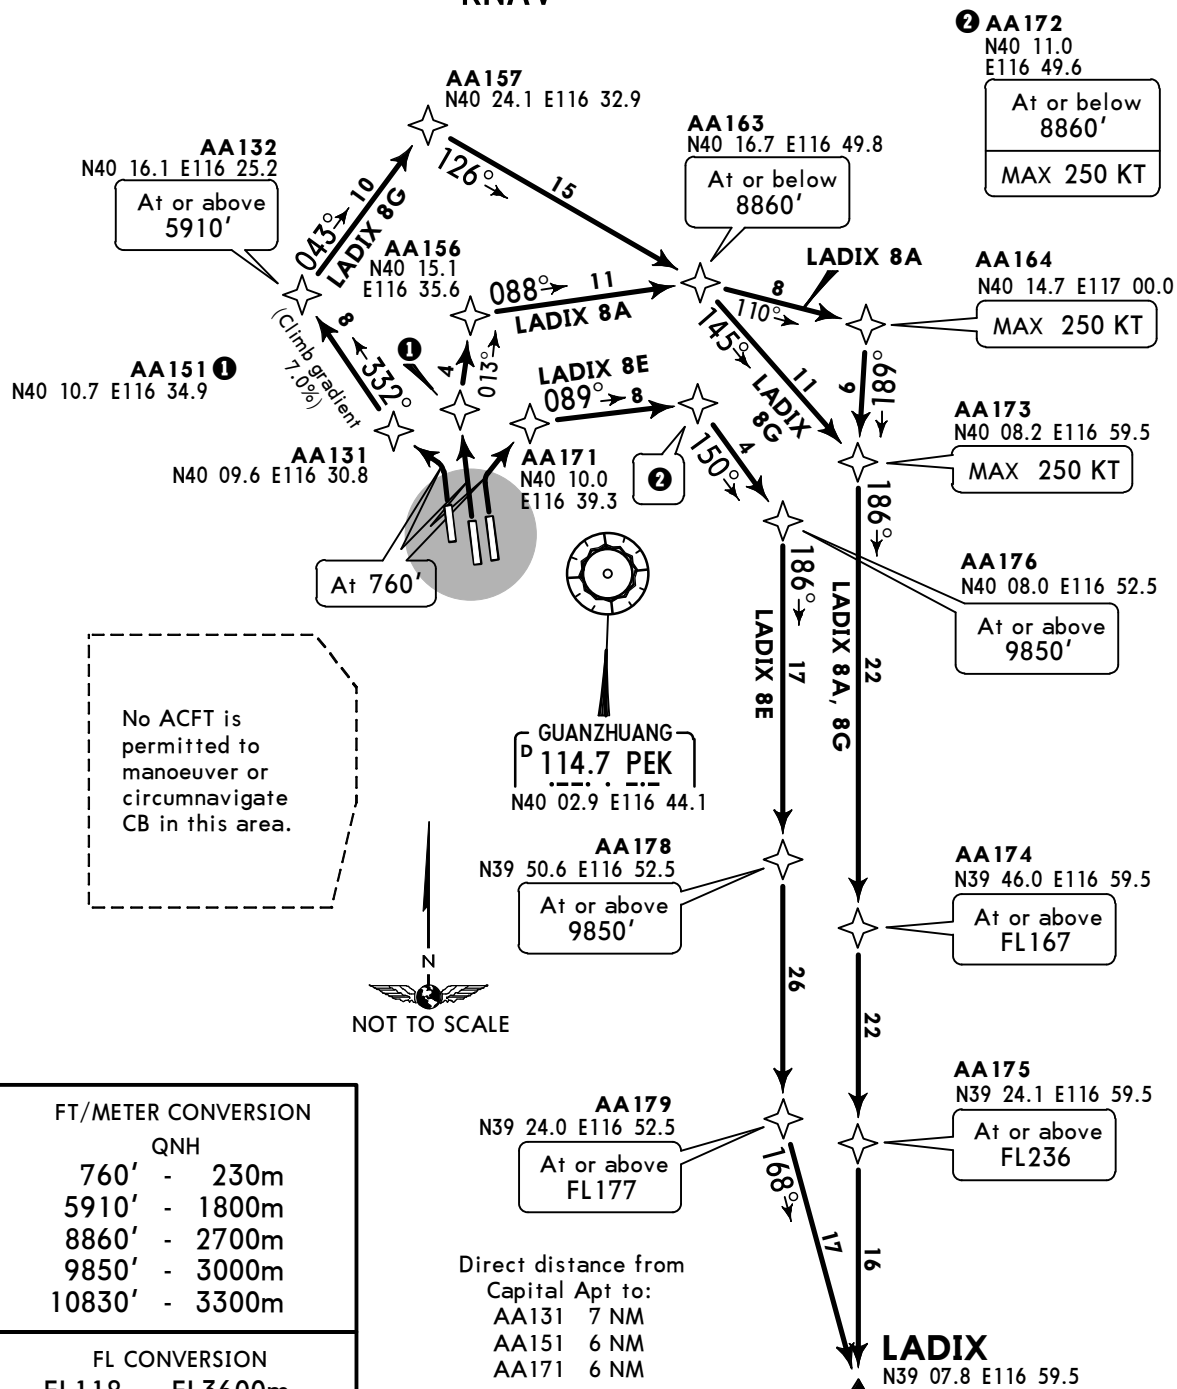 ❷ AA172
N40 11.0
E116 49.6
At or below
8860'
MAX 250 KT
AA157
N40 24.1 E116 32.9
AA132
N40 16.1 E116 25.2
At or above
5910'
AA163
N40 16.7 E116 49.8
At or below
8860'
126°
15
043°
10
LADIX 8G
AA156
N40 15.1
E116 35.6
088°
11
LADIX 8A
LADIX 8A
8
110°
AA164
N40 14.7 E117 00.0
MAX 250 KT
AA151 ❶
N40 10.7 E116 34.9
(Climb gradient
7.0%)
8
332°
❶
4
013°
LADIX 8E
089°
8
145°
11
LADIX
8G
9
189°
AA173
N40 08.2 E116 59.5
MAX 250 KT
AA131
N40 09.6 E116 30.8
AA171
N40 10.0
E116 39.3
❷
150°
4
186°
At 760'
AA176
N40 08.0 E116 52.5
At or above
9850'
186°
17
LADIX 8E
LADIX 8A, 8G
22
No ACFT is
permitted to
manoeuver or
circumnavigate
CB in this area.
GUANZHUANG
D 114.7 PEK
N40 02.9 E116 44.1
AA178
N39 50.6 E116 52.5
At or above
9850'
AA174
N39 46.0 E116 59.5
At or above
FL167
N
NOT TO SCALE
26
22
AA179
N39 24.0 E116 52.5
At or above
FL177
AA175
N39 24.1 E116 59.5
At or above
FL236
168°
17
16
FT/METER CONVERSION
QNH
760' - 230m
5910' - 1800m
8860' - 2700m
9850' - 3000m
10830' - 3300m
FL CONVERSION
Direct distance from
Capital Apt to:
AA131 7 NM
AA151 6 NM
AA171 6 NM
LADIX
N39 07.8 E116 59.5